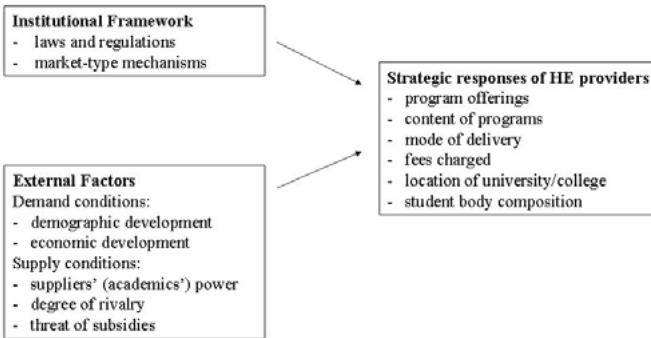 Institutional Framework
- laws and regulations
- market-type mechanisms
Strategic responses of HE providers
- program offerings
- content of programs
- mode of delivery
- fees charged
- location of university/college
- student body composition
External Factors
Demand conditions:
- demographic development
- economic development
Supply conditions:
- suppliers’ (academics’) power
- degree of rivalry
- threat of subsidies